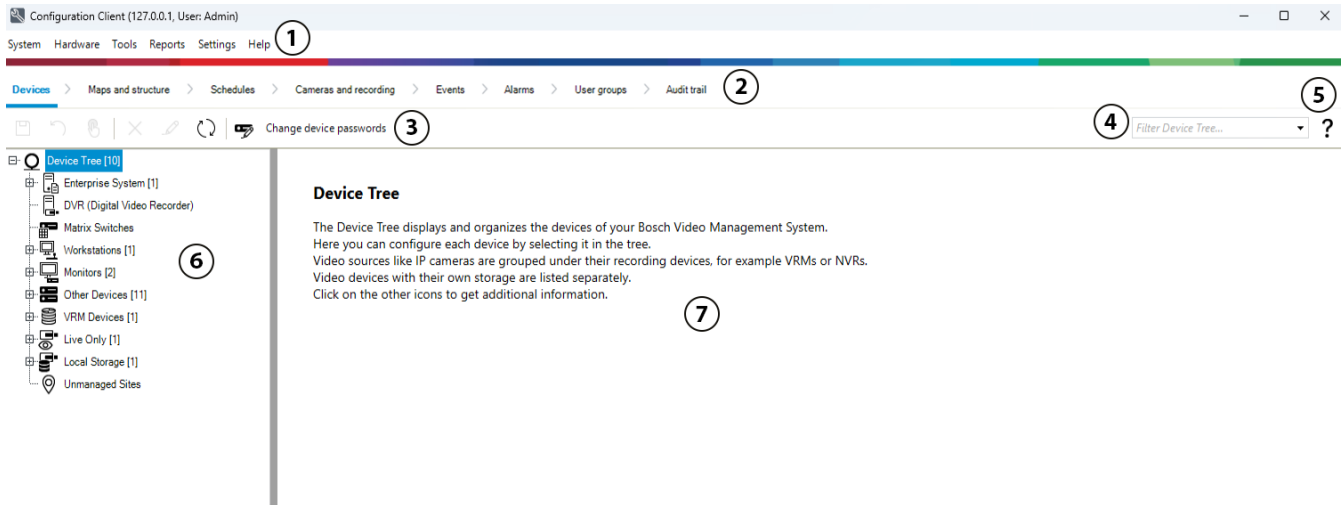 Configuration Client (127.0.0.1, User: Admin)
System Hardware Tools Reports Settings Help 1
Devices Maps and structure Schedules Cameras and recording Events Alarms User groups Audit trail 2
5
Change device passwords 3
4 Filter Device Tree... ?
Device Tree [10]
Enterprise System [1]
DVR (Digital Video Recorder)
Matrix Switches
Workstations [1]
6
Monitors [2]
Other Devices [11]
VRM Devices [1]
Live Only [1]
Local Storage [1]
Unmanaged Sites
Device Tree
The Device Tree displays and organizes the devices of your Bosch Video Management System.
Here you can configure each device by selecting it in the tree.
Video sources like IP cameras are grouped under their recording devices, for example VRMs or NVRs.
Video devices with their own storage are listed separately.
Click on the other icons to get additional information.
7